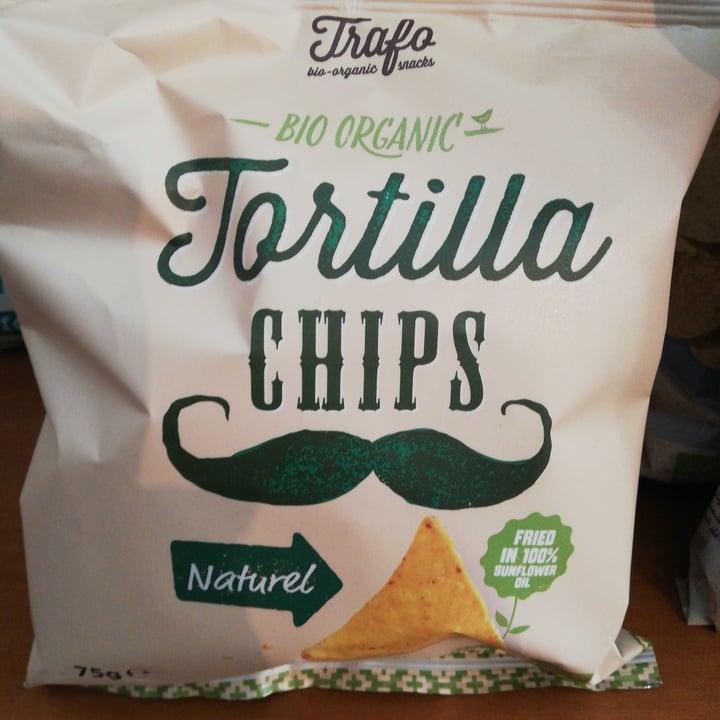 Trafo
bio-organic snacks
BIO ORGANIC
Tortilla
CHIPS
Naturel
FRIED
IN 100%
SUNFLOWER
OIL
75g e